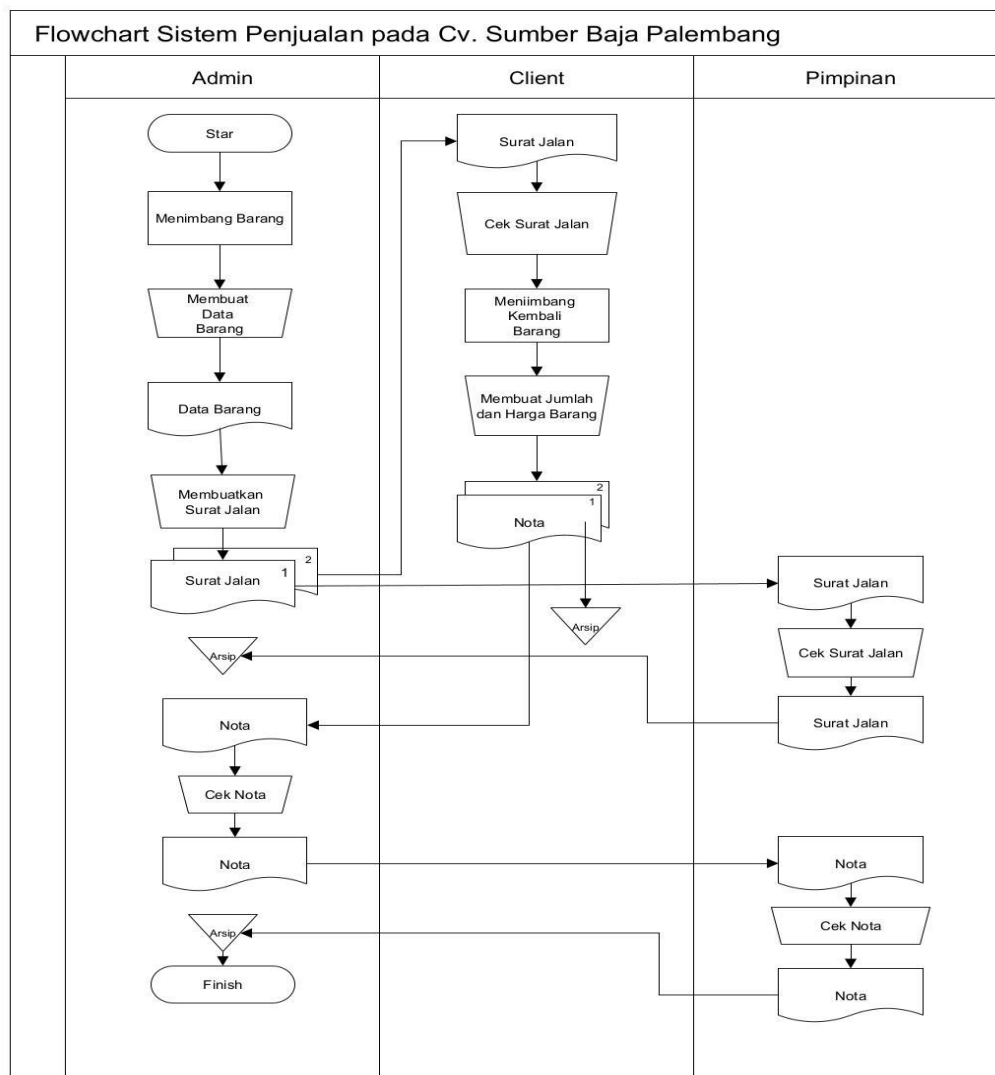 Flowchart Sistem Penjualan pada Cv. Sumber Baja Palembang
Admin
Client
Pimpinan
Star
Menimbang Barang
Membuat
Data
Barang
Data Barang
Membuatkan
Surat Jalan
2
1
Surat Jalan
Arsip
Nota
Cek Nota
Nota
Arsip
Finish
Surat Jalan
Cek Surat Jalan
Meniimbang
Kembali
Barang
Membuat Jumlah
dan Harga Barang
2
1
Nota
Arsip
Surat Jalan
Cek Surat Jalan
Surat Jalan
Nota
Cek Nota
Nota